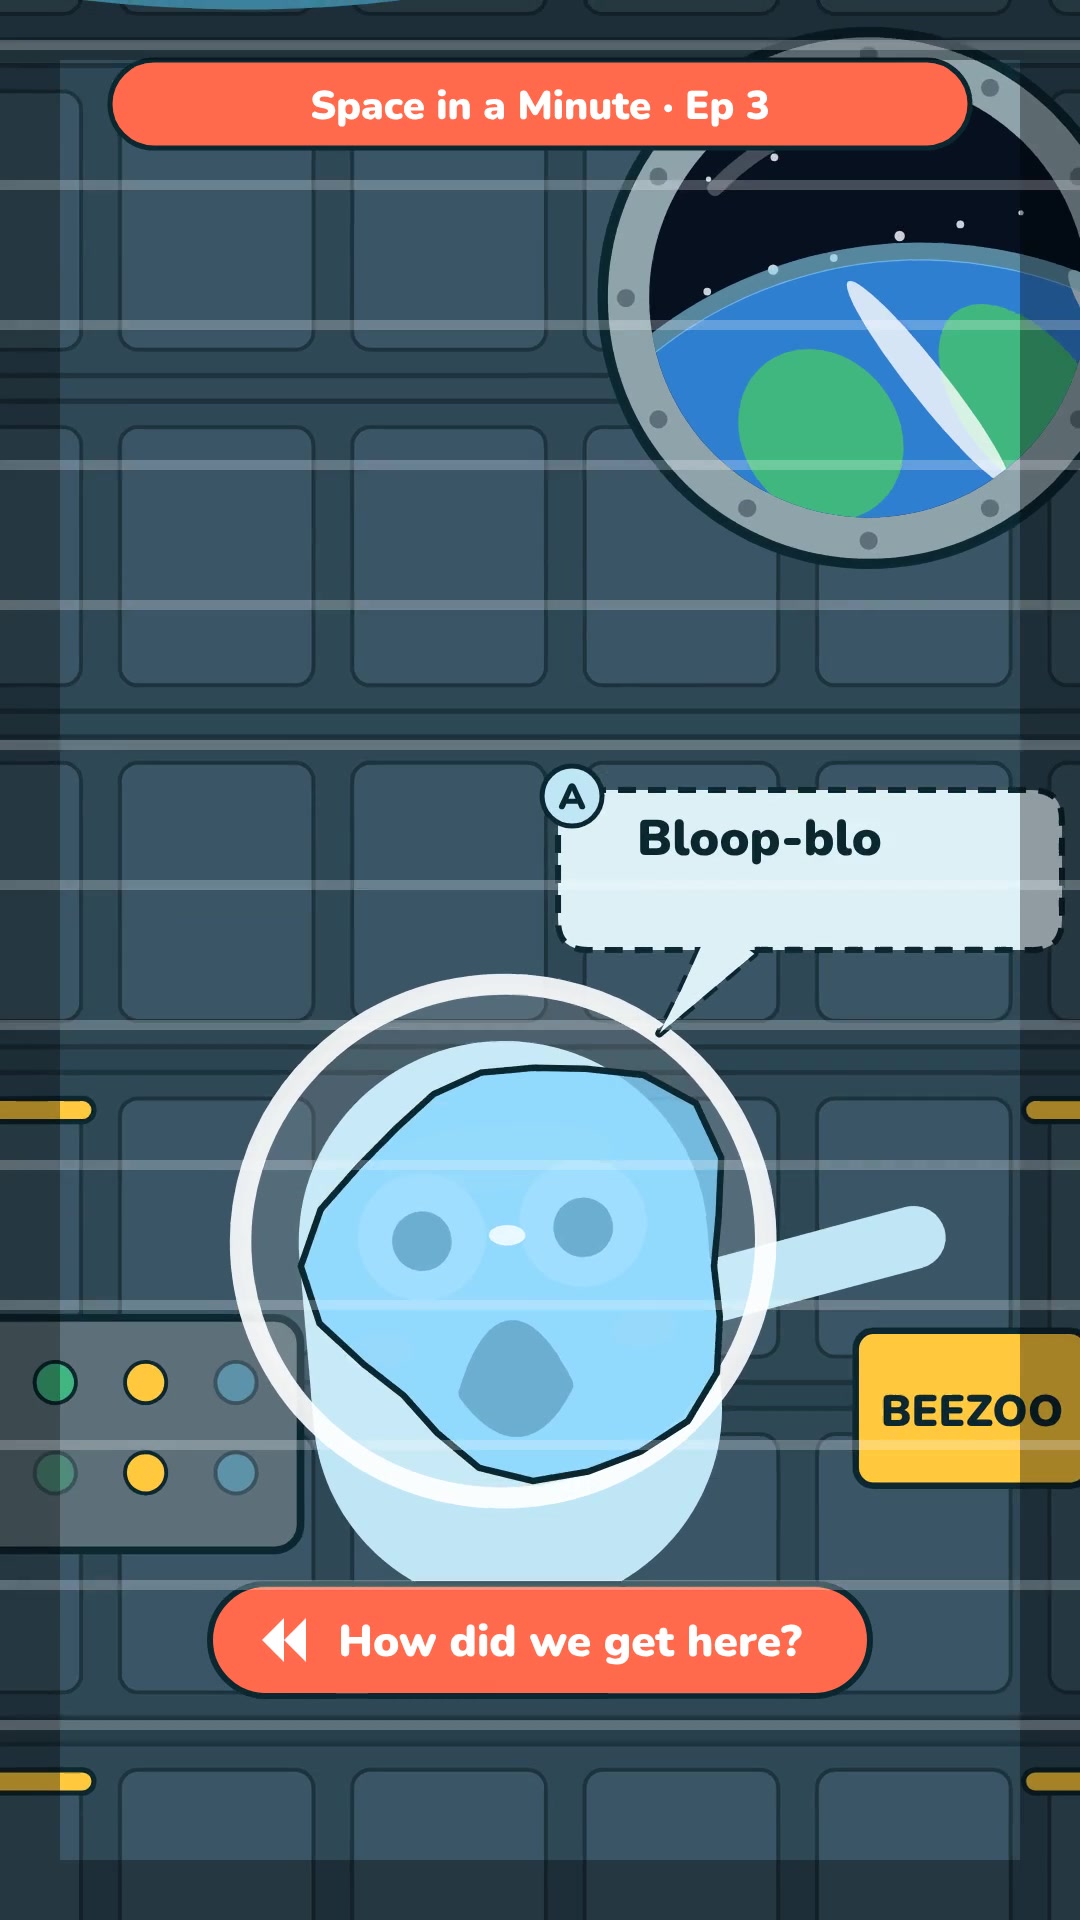 Space in a Minute · Ep 3
A
Bloop-blo
BEEZOO
How did we get here?